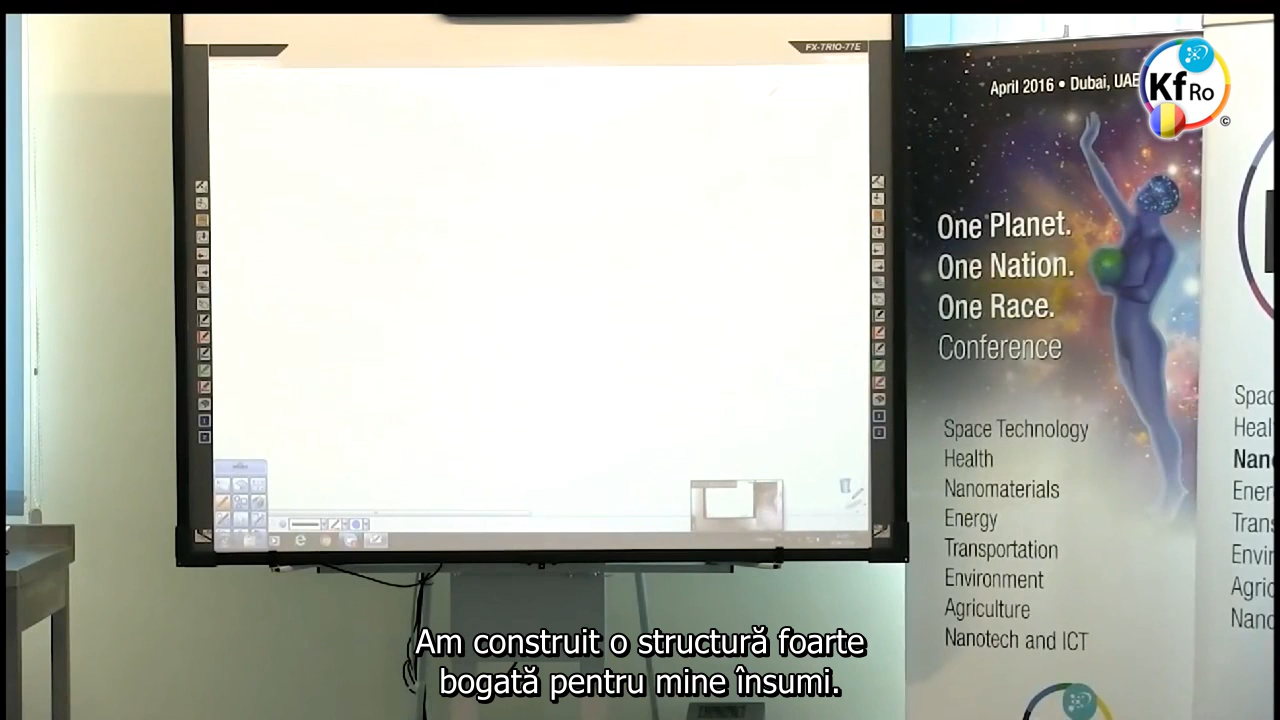 FX-TRIO-77E
April 2016 • Dubai, UAE
Kf Ro
©
One Planet.
One Nation.
One Race.
Conference
Space Technology
Health
Nanomaterials
Energy
Transportation
Environment
Agriculture
Nanotech and ICT
Am construit o structură foarte
bogată pentru mine însumi.